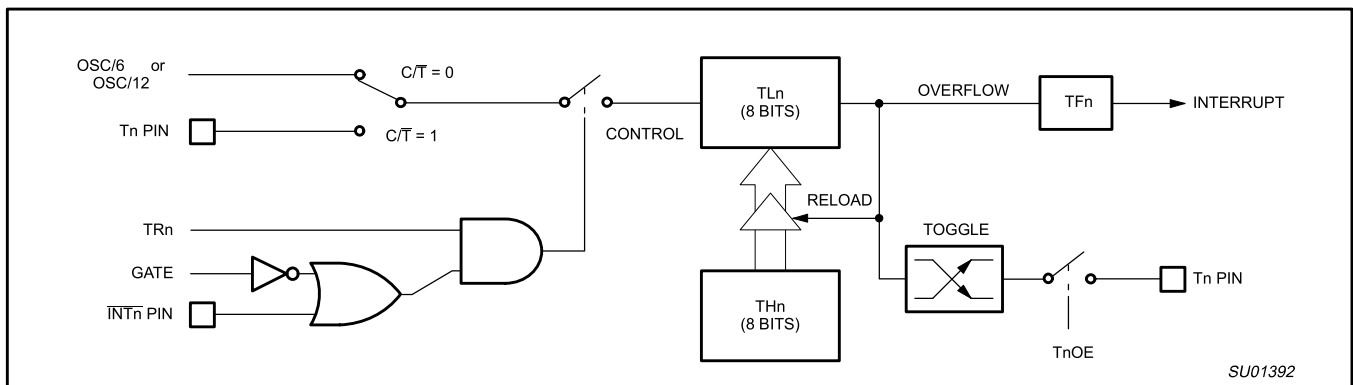 OSC/6 or
OSC/12
C/T̅ = 0
Tn PIN
C/T̅ = 1
CONTROL
TLn
(8 BITS)
OVERFLOW
TFn
INTERRUPT
RELOAD
TRn
GATE
I̅N̅T̅n̅ PIN
THn
(8 BITS)
TOGGLE
Tn PIN
TnOE
SU01392